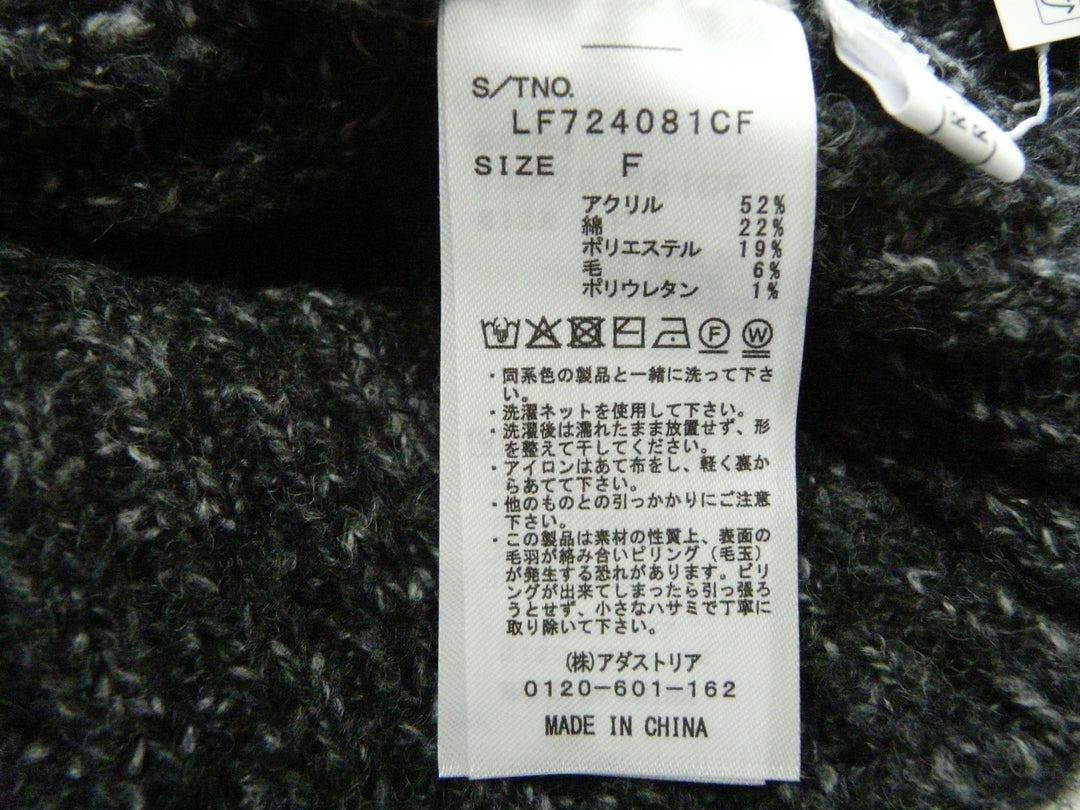 S/TNO.
LF724081CF
SIZE F
アクリル 52%
綿 22%
ポリエステル 19%
毛 6%
ポリウレタン 1%
F W
・同系色の製品と一緒に洗って下さ
い。
・洗濯ネットを使用して下さい。
・洗濯後は濡れたまま放置せず、形
を整えて干してください。
・アイロンはあて布をし、軽く裏か
らあてて下さい。
・他のものとの引っかかりにご注意
下さい。
・この製品は素材の性質上、表面の
毛羽が絡み合いピリング（毛玉）
が発生する恐れがあります。ピリ
ングが出来てしまったら引っ張ろ
うとせず、小さなハサミで丁寧に
取り除いて下さい。
(株)アダストリア
0120-601-162
MADE IN CHINA